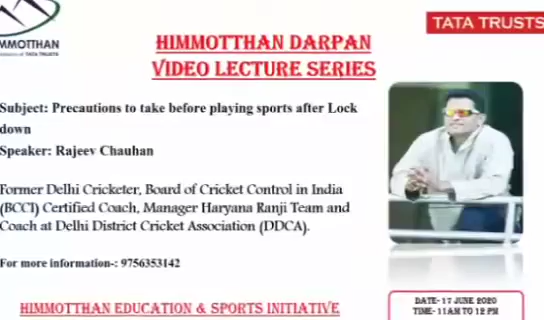 TATA TRUSTS
HIMMOTTHAN DARPAN
VIDEO LECTURE SERIES
Subject: Precautions to take before playing sports after Lock
down
Speaker: Rajeev Chauhan
Former Delhi Cricketer, Board of Cricket Control in India
(BCCI) Certified Coach, Manager Haryana Ranji Team and
Coach at Delhi District Cricket Association (DDCA).
For more information-: 9756353142
HIMMOTTHAN EDUCATION & SPORTS INITIATIVE
DATE- 17 JUNE 2020
TIME- 11AM TO 12 PM